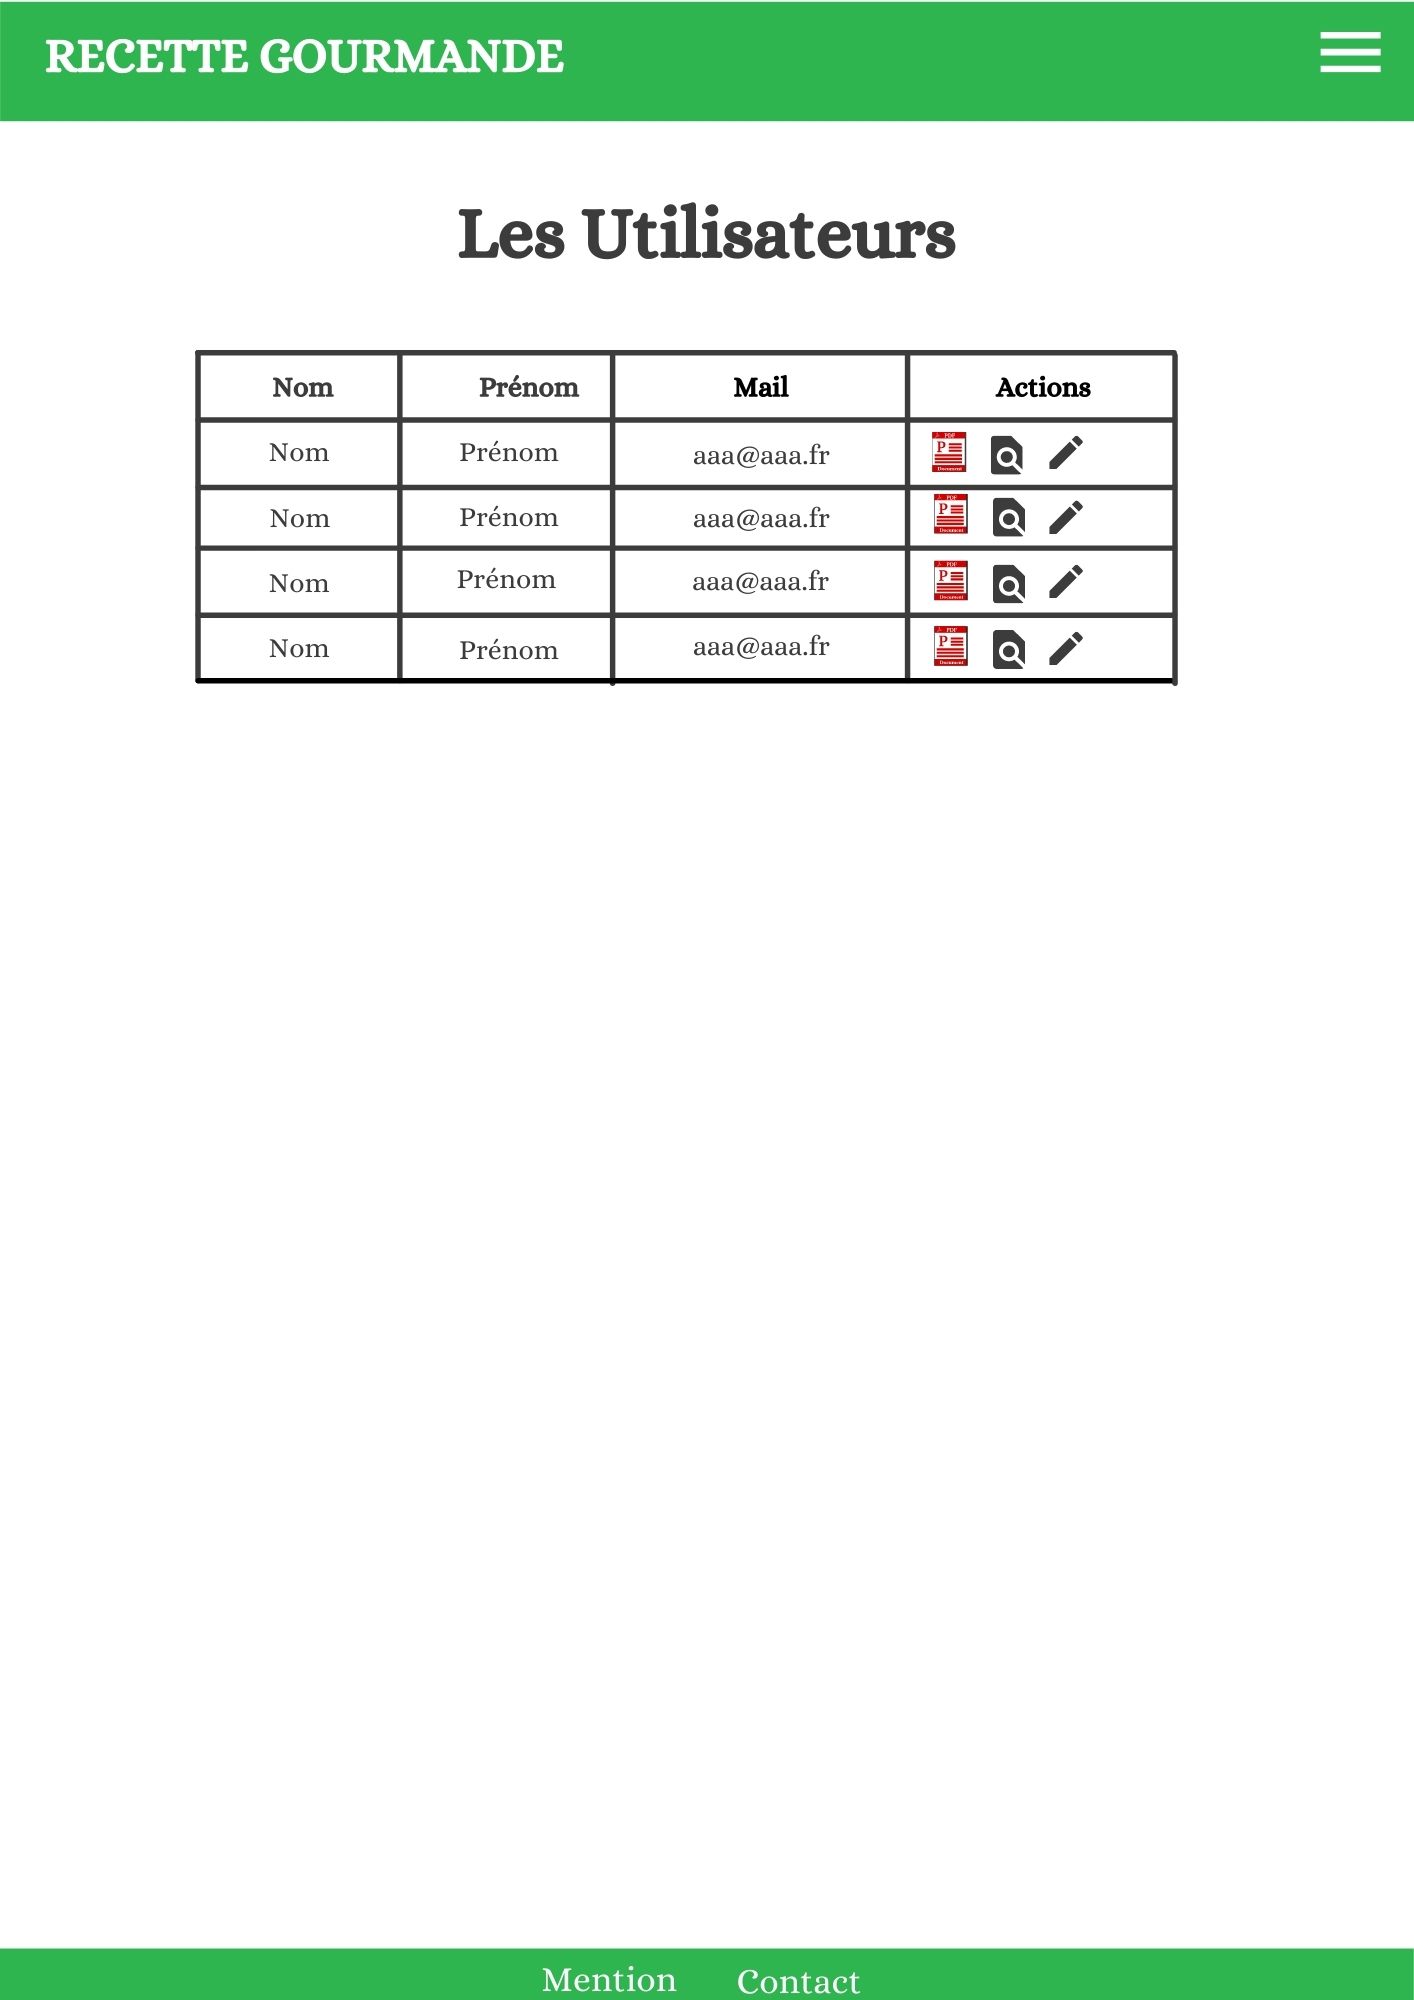 RECETTE GOURMANDE
Les Utilisateurs
Nom Prénom Mail Actions
Nom Prénom aaa@aaa.fr PDF P Document
Nom Prénom aaa@aaa.fr PDF P Document
Nom Prénom aaa@aaa.fr PDF P Document
Nom Prénom aaa@aaa.fr PDF P Document
Mention Contact